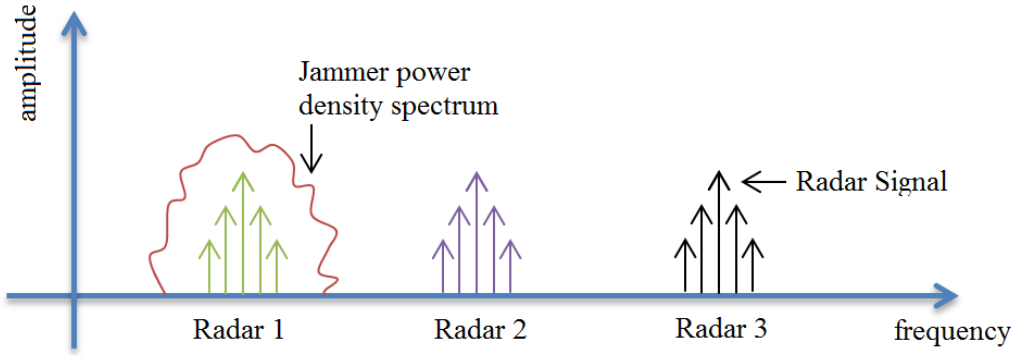 amplitude
Jammer power
density spectrum
Radar Signal
Radar 1
Radar 2
Radar 3
frequency